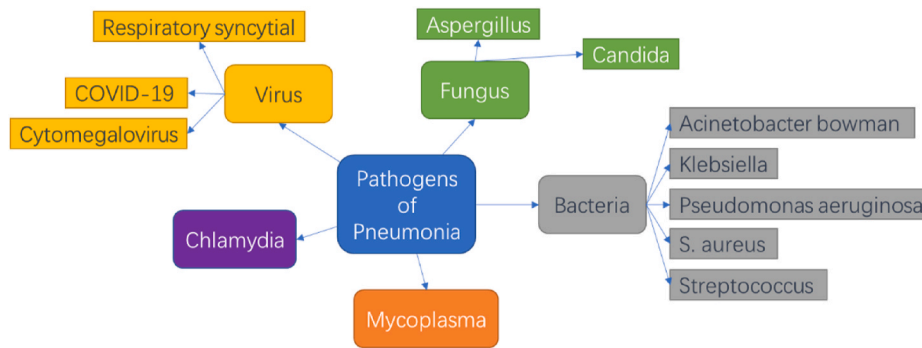 Respiratory syncytial
COVID-19
Cytomegalovirus
Virus
Aspergillus
Candida
Fungus
Pathogens
of
Pneumonia
Chlamydia
Mycoplasma
Bacteria
Acinetobacter bowman
Klebsiella
Pseudomonas aeruginosa
S. aureus
Streptococcus